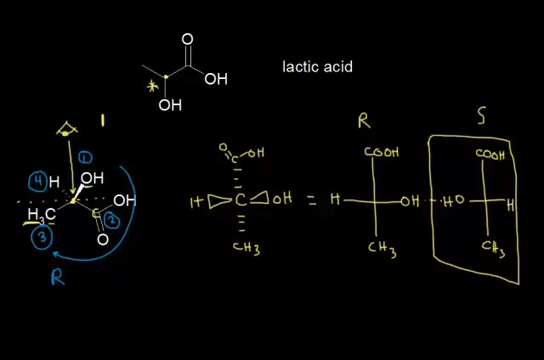 O
OH
lactic acid
*
OH
1
1
4 H OH
OH
H3C 2
3 O
R
O OH
C
H C OH = H OH HO H
CH3
R
COOH
CH3
S
COOH
CH3